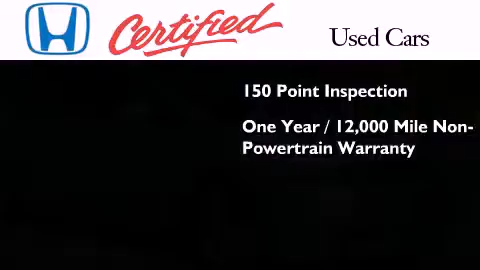 Certified Used Cars
150 Point Inspection
One Year / 12,000 Mile Non-
Powertrain Warranty